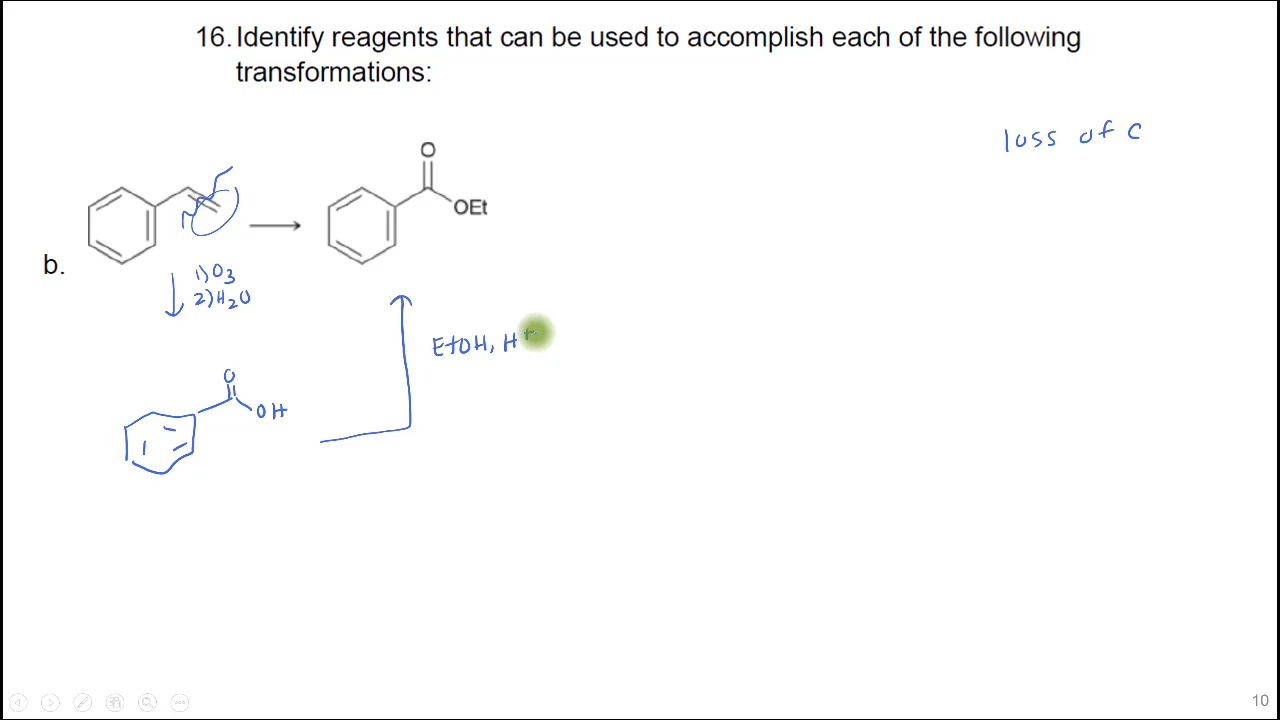 16. Identify reagents that can be used to accomplish each of the following
transformations:
loss of C
O
OEt
b.
1) O3
2) H2O
EtOH, H+
O
OH
10